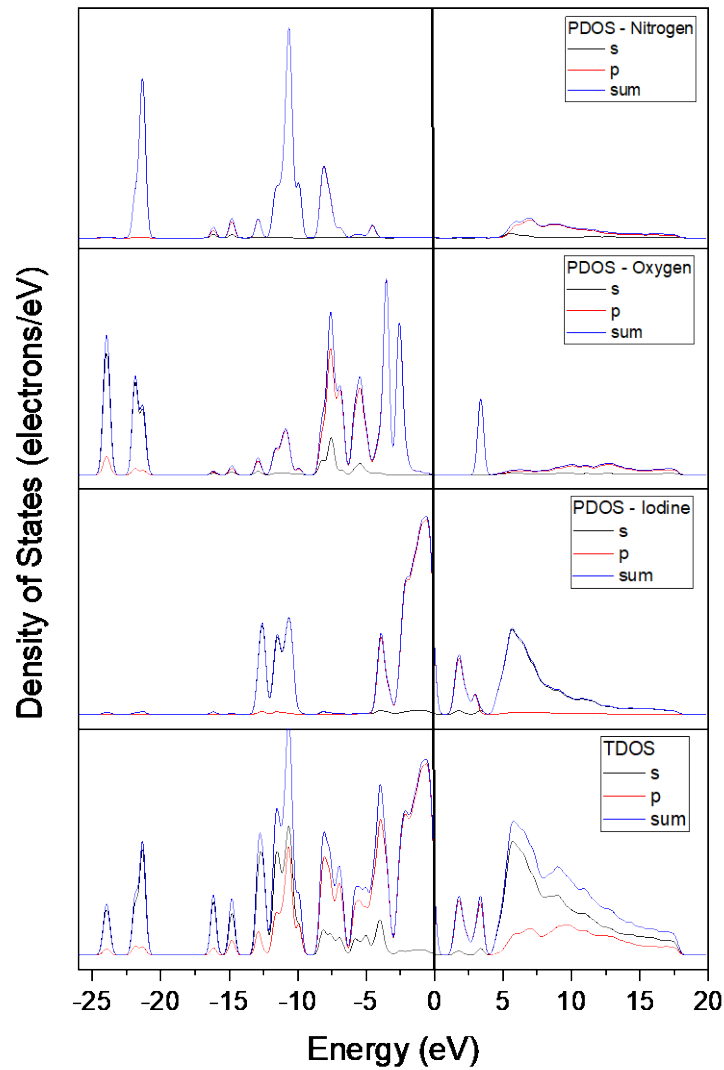 PDOS - Nitrogen
s
p
sum
PDOS - Oxygen
s
p
sum
PDOS - Iodine
s
p
sum
TDOS
s
p
sum
Density of States (electrons/eV)
-25 -20 -15 -10 -5 0 5 10 15 20
Energy (eV)